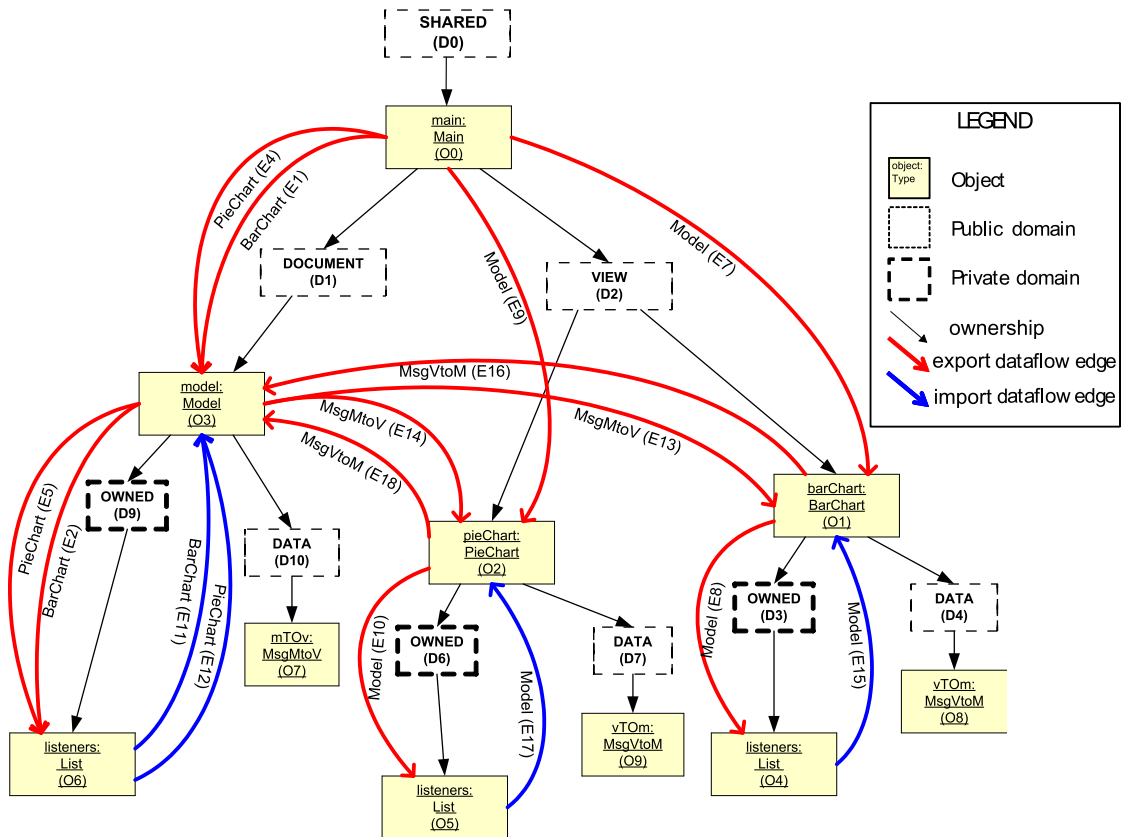 SHARED
(D0)
main:
Main
(O0)
LEGEND
object:
Type
Object
Public domain
Private domain
ownership
export dataflow edge
import dataflow edge
PieChart (E4)
BarChart (E1)
Model (E9)
Model (E7)
DOCUMENT
(D1)
VIEW
(D2)
MsgVtoM (E16)
model:
Model
(O3)
MsgMtoV (E14)
MsgMtoV (E13)
MsgVtoM (E18)
barChart:
BarChart
(O1)
PieChart (E5)
BarChart (E2)
OWNED
(D9)
BarChart (E11)
PieChart (E12)
DATA
(D10)
pieChart:
PieChart
(O2)
mTOv:
MsgMtoV
(O7)
Model (E10)
OWNED
(D6)
Model (E17)
DATA
(D7)
Model (E8)
OWNED
(D3)
Model (E15)
DATA
(D4)
vTOm:
MsgVtoM
(O8)
listeners:
List
(O6)
listeners:
List
(O5)
vTOm:
MsgVtoM
(O9)
listeners:
List
(O4)